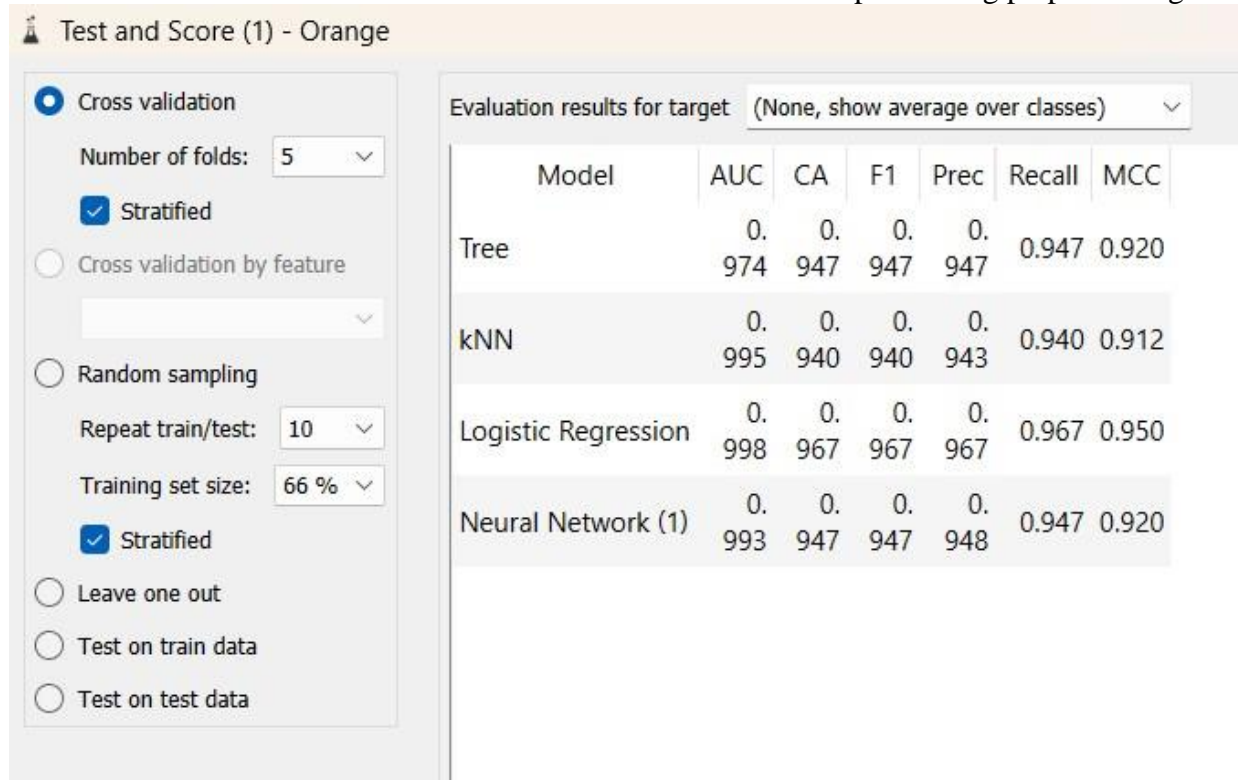 Test and Score (1) - Orange
Cross validation
Number of folds: 5
Stratified
Cross validation by feature
Random sampling
Repeat train/test: 10
Training set size: 66 %
Stratified
Leave one out
Test on train data
Test on test data
Evaluation results for target (None, show average over classes)
Model AUC CA F1 Prec Recall MCC
Tree 0.974 0.947 0.947 0.947 0.947 0.920
kNN 0.995 0.940 0.940 0.943 0.940 0.912
Logistic Regression 0.998 0.967 0.967 0.967 0.967 0.950
Neural Network (1) 0.993 0.947 0.947 0.948 0.947 0.920